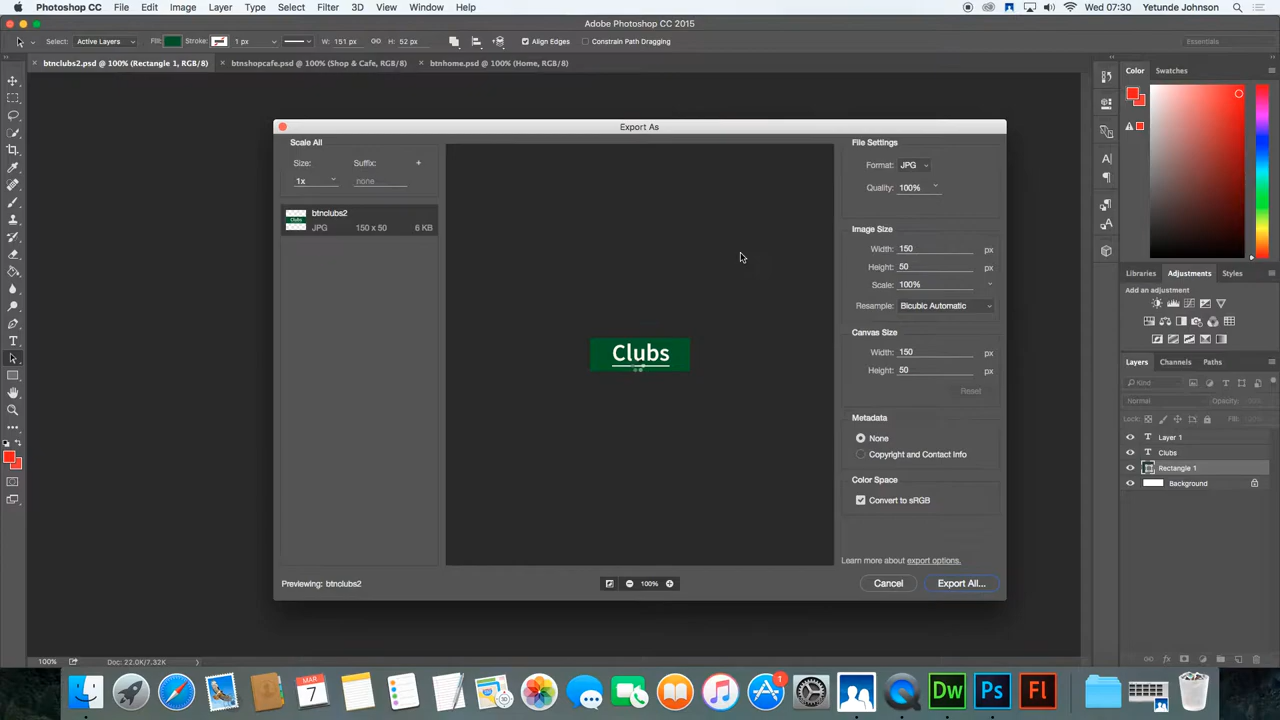 Photoshop CC File Edit Image Layer Type Select Filter 3D View Window Help Wed 07:30 Yetunde Johnson
Adobe Photoshop CC 2015
Select: Active Layers Fill: Stroke: 1 px W: 151 px H: 52 px Align Edges Constrain Path Dragging Essentials
btnclubs2.psd @ 100% (Rectangle 1, RGB/8) btnshopcafe.psd @ 100% (Shop & Cafe, RGB/8) btnhome.psd @ 100% (Home, RGB/8)
Color Swatches
Export As
Scale All
Size: Suffix: +
1x none
btnclubs2
JPG 150 x 50 6 KB
Clubs
File Settings
Format: JPG
Quality: 100%
Image Size
Width: 150 px
Height: 50 px
Scale: 100%
Resample: Bicubic Automatic
Canvas Size
Width: 150 px
Height: 50 px
Reset
Metadata
None
Copyright and Contact Info
Color Space
Convert to sRGB
Learn more about export options.
Previewing: btnclubs2 100% Cancel Export All...
Libraries Adjustments Styles
Add an adjustment
Layers Channels Paths
Kind
Normal Opacity:
Lock: Fill:
Layer 1
Clubs
Rectangle 1
Background
100% Doc: 22.0K/7.32K
MAR
7
1
Dw Ps Fl